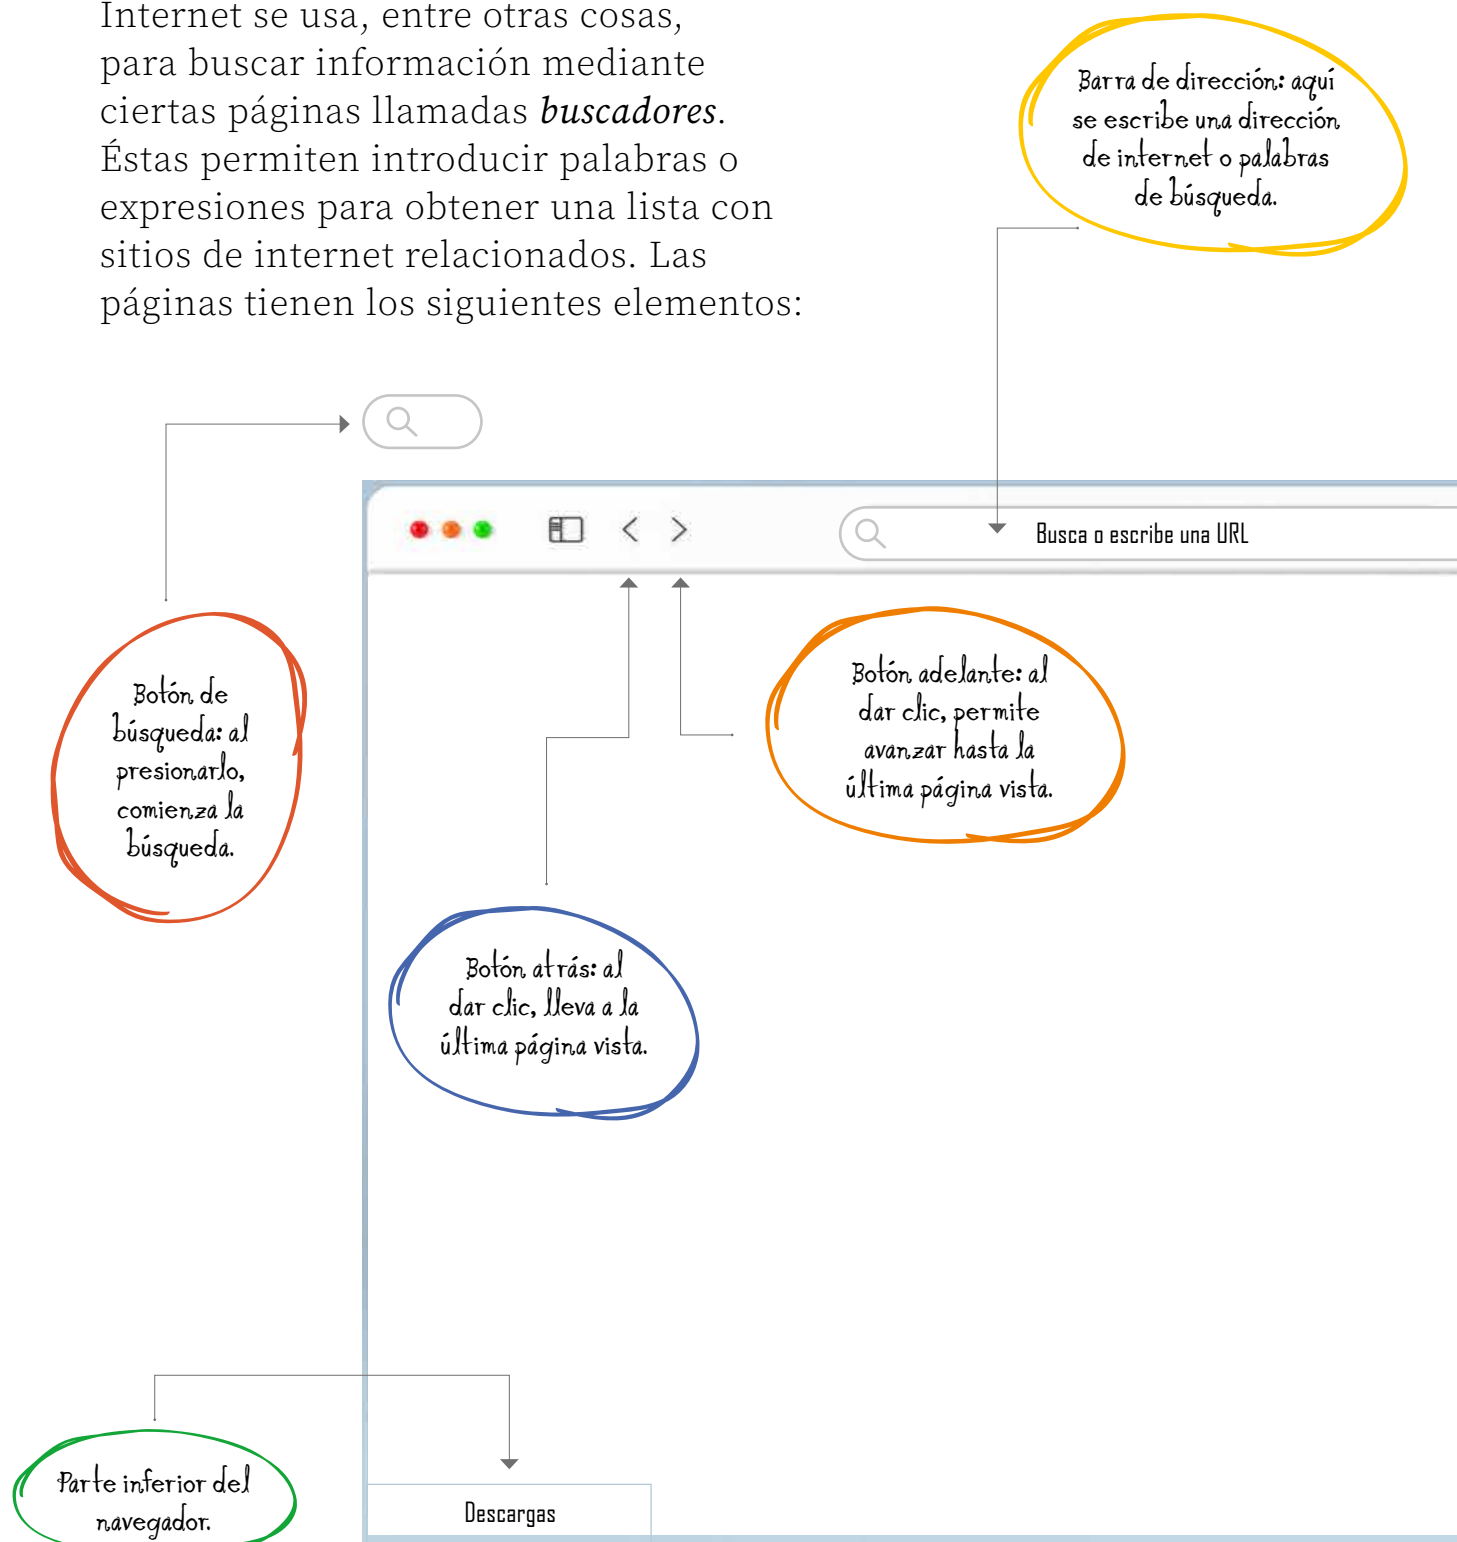 Internet se usa, entre otras cosas,
para buscar información mediante
ciertas páginas llamadas buscadores.
Éstas permiten introducir palabras o
expresiones para obtener una lista con
sitios de internet relacionados. Las
páginas tienen los siguientes elementos:
Barra de dirección: aquí
se escribe una dirección
de internet o palabras
de búsqueda.
Busca o escribe una URL
Botón de
búsqueda: al
presionarlo,
comienza la
búsqueda.
Botón adelante: al
dar clic, permite
avanzar hasta la
última página vista.
Botón atrás: al
dar clic, lleva a la
última página vista.
Parte inferior del
navegador.
Descargas